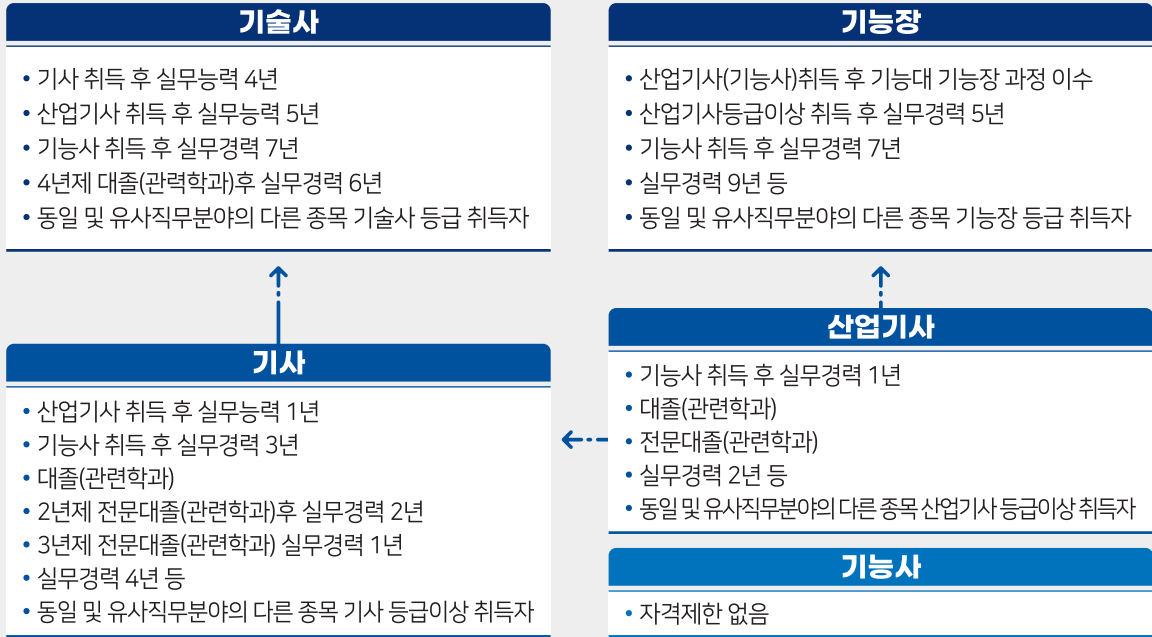 기술사
• 기사 취득 후 실무능력 4년
• 산업기사 취득 후 실무능력 5년
• 기능사 취득 후 실무경력 7년
• 4년제 대졸(관력학과)후 실무경력 6년
• 동일 및 유사직무분야의 다른 종목 기술사 등급 취득자
기능장
• 산업기사(기능사)취득 후 기능대 기능장 과정 이수
• 산업기사등급이상 취득 후 실무경력 5년
• 기능사 취득 후 실무경력 7년
• 실무경력 9년 등
• 동일 및 유사직무분야의 다른 종목 기능장 등급 취득자
기사
• 산업기사 취득 후 실무능력 1년
• 기능사 취득 후 실무경력 3년
• 대졸(관련학과)
• 2년제 전문대졸(관련학과)후 실무경력 2년
• 3년제 전문대졸(관련학과) 실무경력 1년
• 실무경력 4년 등
• 동일 및 유사직무분야의 다른 종목 기사 등급이상 취득자
산업기사
• 기능사 취득 후 실무경력 1년
• 대졸(관련학과)
• 전문대졸(관련학과)
• 실무경력 2년 등
• 동일 및 유사직무분야의 다른 종목 산업기사 등급이상 취득자
기능사
• 자격제한 없음